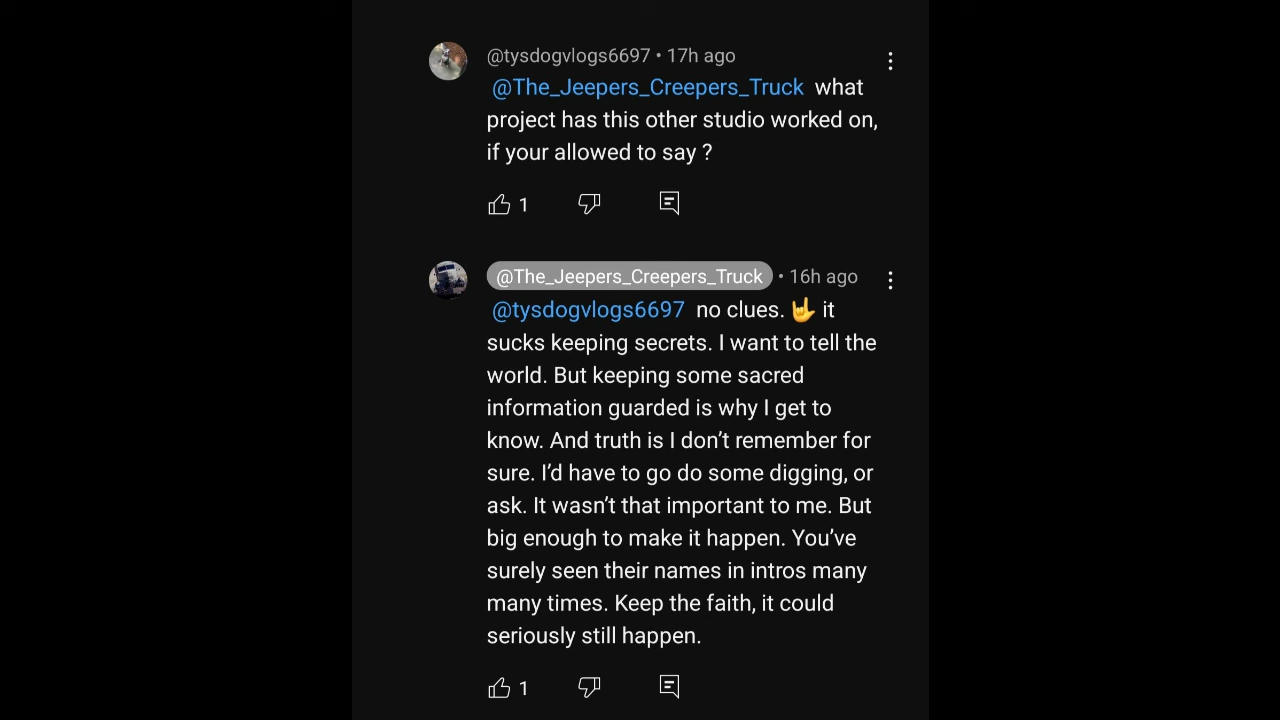 @tysdogvlogs6697 • 17h ago
@The_Jeepers_Creepers_Truck what
project has this other studio worked on,
if your allowed to say ?
1
@The_Jeepers_Creepers_Truck • 16h ago
@tysdogvlogs6697 no clues. 🤟 it
sucks keeping secrets. I want to tell the
world. But keeping some sacred
information guarded is why I get to
know. And truth is I don’t remember for
sure. I’d have to go do some digging, or
ask. It wasn’t that important to me. But
big enough to make it happen. You’ve
surely seen their names in intros many
many times. Keep the faith, it could
seriously still happen.
1